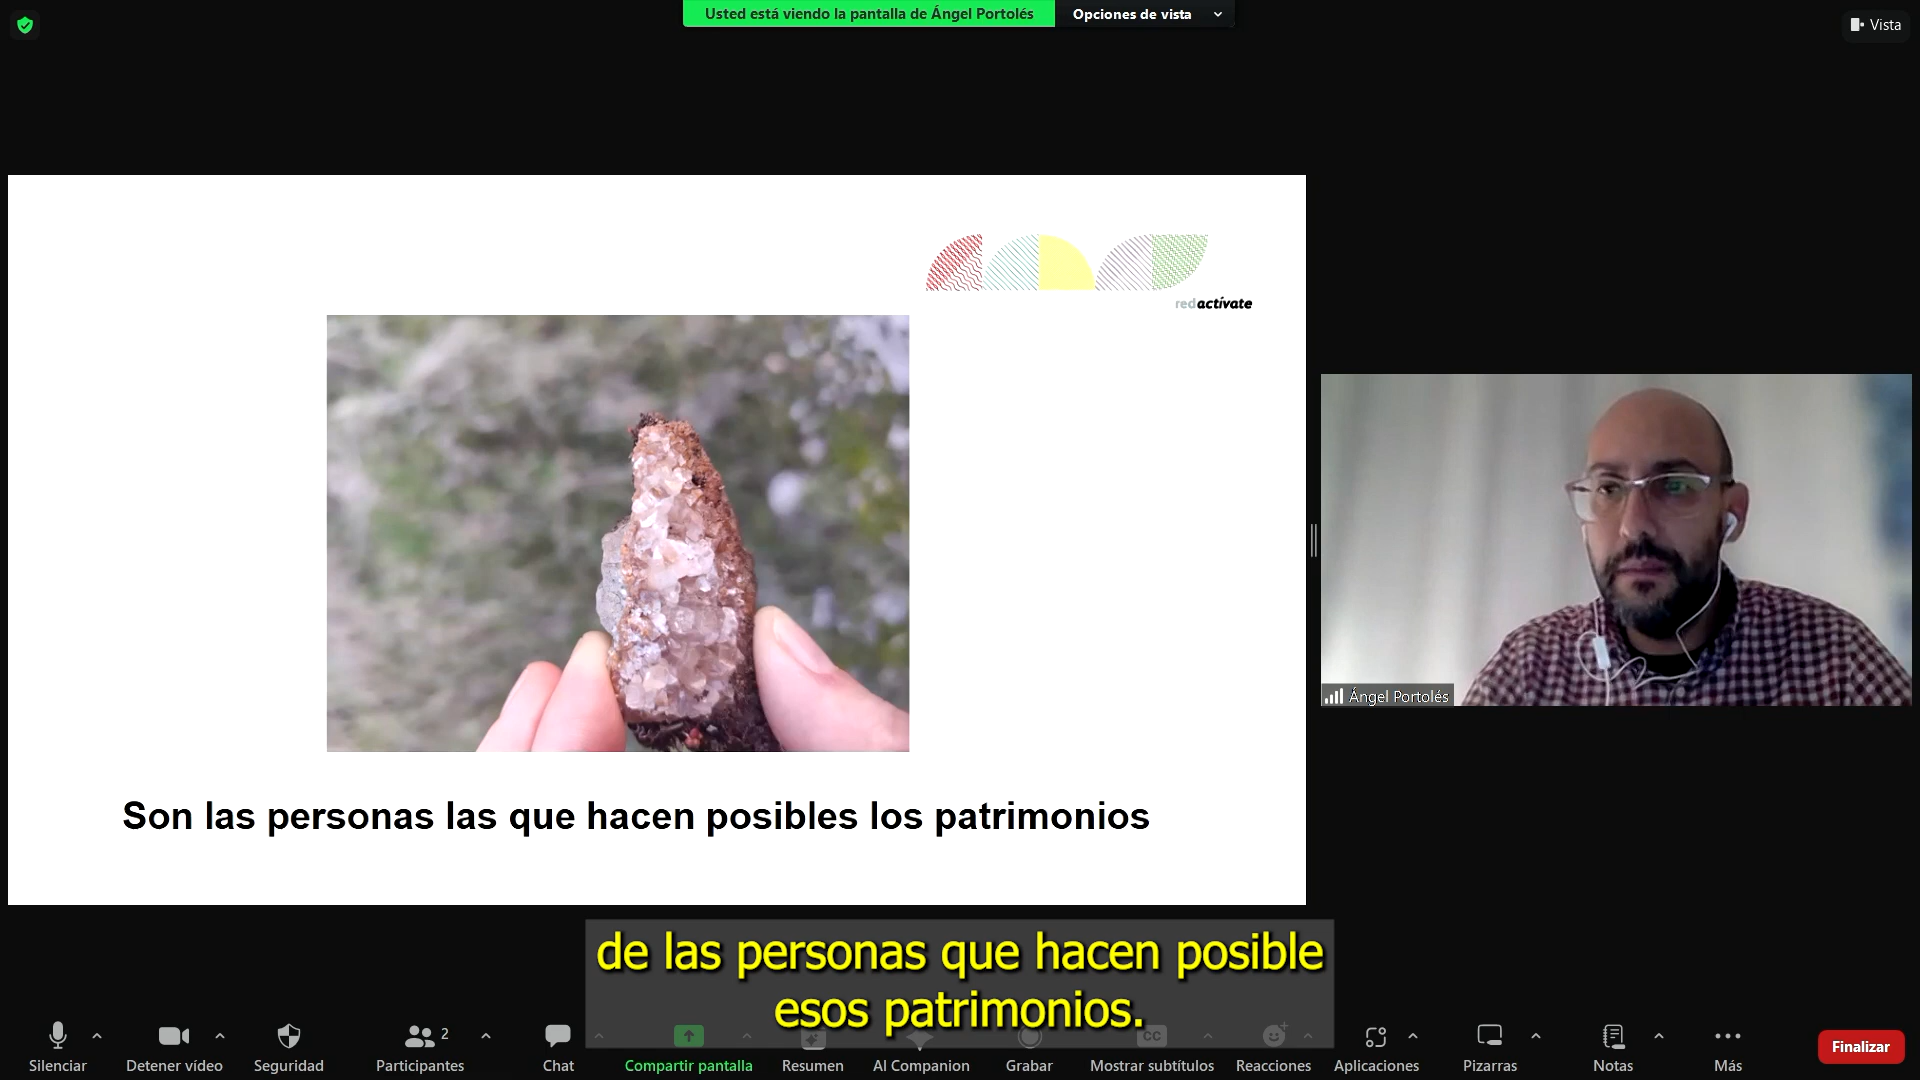 Usted está viendo la pantalla de Ángel Portolés
Opciones de vista
Vista
redactívate
Son las personas las que hacen posibles los patrimonios
Ángel Portolés
de las personas que hacen posible
esos patrimonios.
2
CC
Silenciar
Detener vídeo
Seguridad
Participantes
Chat
Compartir pantalla
Resumen
AI Companion
Grabar
Mostrar subtítulos
Reacciones
Aplicaciones
Pizarras
Notas
Más
Finalizar